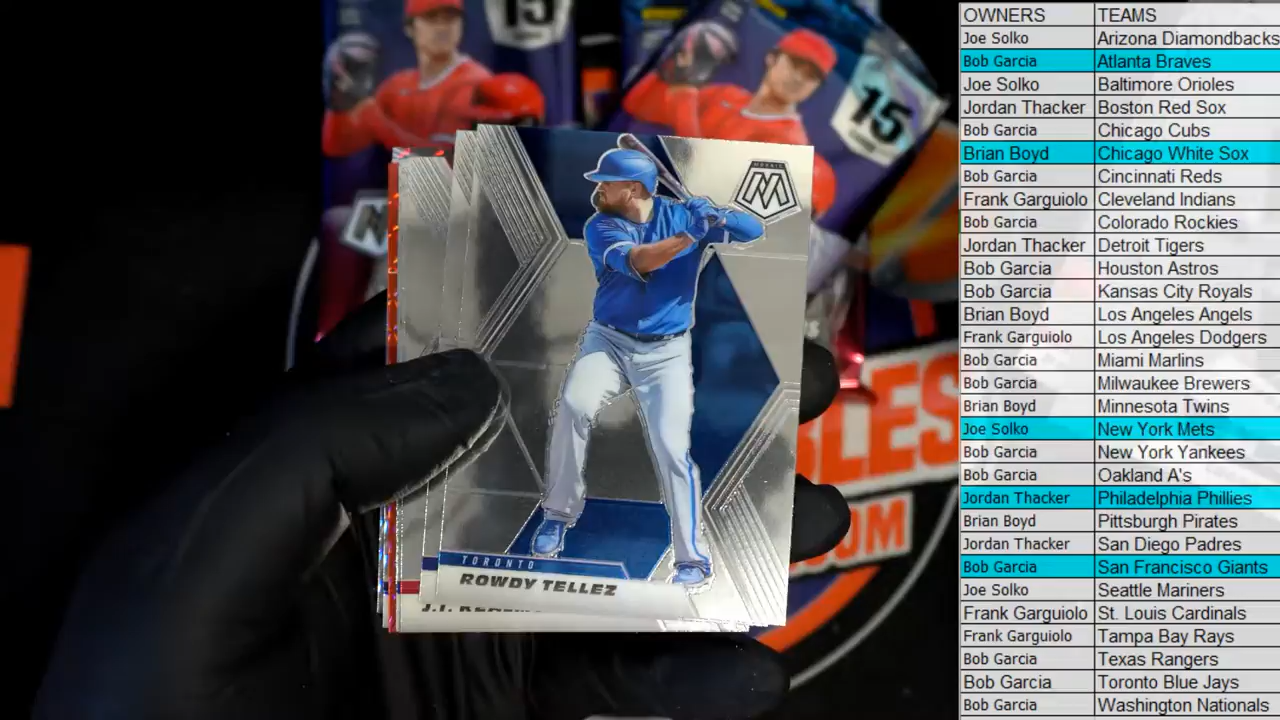 15
15
MOSAIC
TORONTO
ROWDY TELLEZ
BLES
OM
OWNERS TEAMS
Joe Solko Arizona Diamondbacks
Bob Garcia Atlanta Braves
Joe Solko Baltimore Orioles
Jordan Thacker Boston Red Sox
Bob Garcia Chicago Cubs
Brian Boyd Chicago White Sox
Bob Garcia Cincinnati Reds
Frank Garguiolo Cleveland Indians
Bob Garcia Colorado Rockies
Jordan Thacker Detroit Tigers
Bob Garcia Houston Astros
Bob Garcia Kansas City Royals
Brian Boyd Los Angeles Angels
Frank Garguiolo Los Angeles Dodgers
Bob Garcia Miami Marlins
Bob Garcia Milwaukee Brewers
Brian Boyd Minnesota Twins
Joe Solko New York Mets
Bob Garcia New York Yankees
Bob Garcia Oakland A's
Jordan Thacker Philadelphia Phillies
Brian Boyd Pittsburgh Pirates
Jordan Thacker San Diego Padres
Bob Garcia San Francisco Giants
Joe Solko Seattle Mariners
Frank Garguiolo St. Louis Cardinals
Frank Garguiolo Tampa Bay Rays
Bob Garcia Texas Rangers
Bob Garcia Toronto Blue Jays
Bob Garcia Washington Nationals